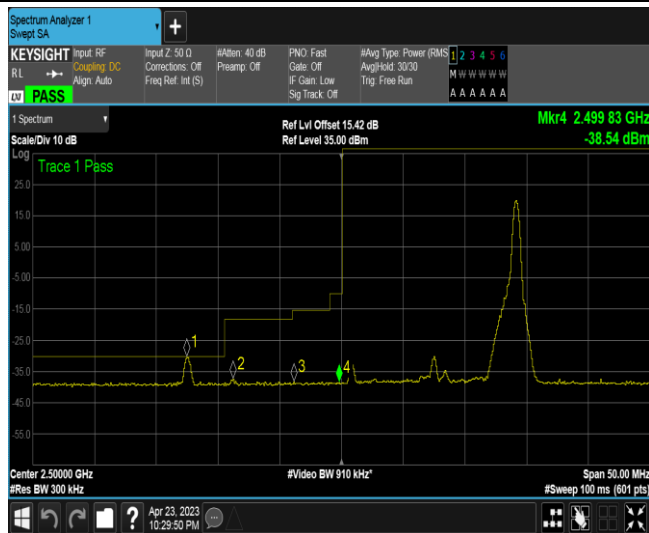 Spectrum Analyzer 1
Swept SA
+
KEYSIGHT
RL
PASS
Input: RF
Coupling: DC
Align: Auto
Input Z: 50 Ω
Corrections: Off
Freq Ref: Int (S)
#Atten: 40 dB
Preamp: Off
PNO: Fast
Gate: Off
IF Gain: Low
Sig Track: Off
#Avg Type: Power (RMS
Avg|Hold: 30/30
Trig: Free Run
1 2 3 4 5 6
M W W W W W
A A A A A A
1 Spectrum
Scale/Div 10 dB
Ref Lvl Offset 15.42 dB
Ref Level 35.00 dBm
Mkr4 2.499 83 GHz
-38.54 dBm
Log
Trace 1 Pass
25.0
15.0
5.00
-5.00
-15.0
-25.0
-35.0
-45.0
-55.0
1
2
3
4
Center 2.50000 GHz
#Res BW 300 kHz
#Video BW 910 kHz*
Span 50.00 MHz
#Sweep 100 ms (601 pts)
?
Apr 23, 2023
10:29:50 PM